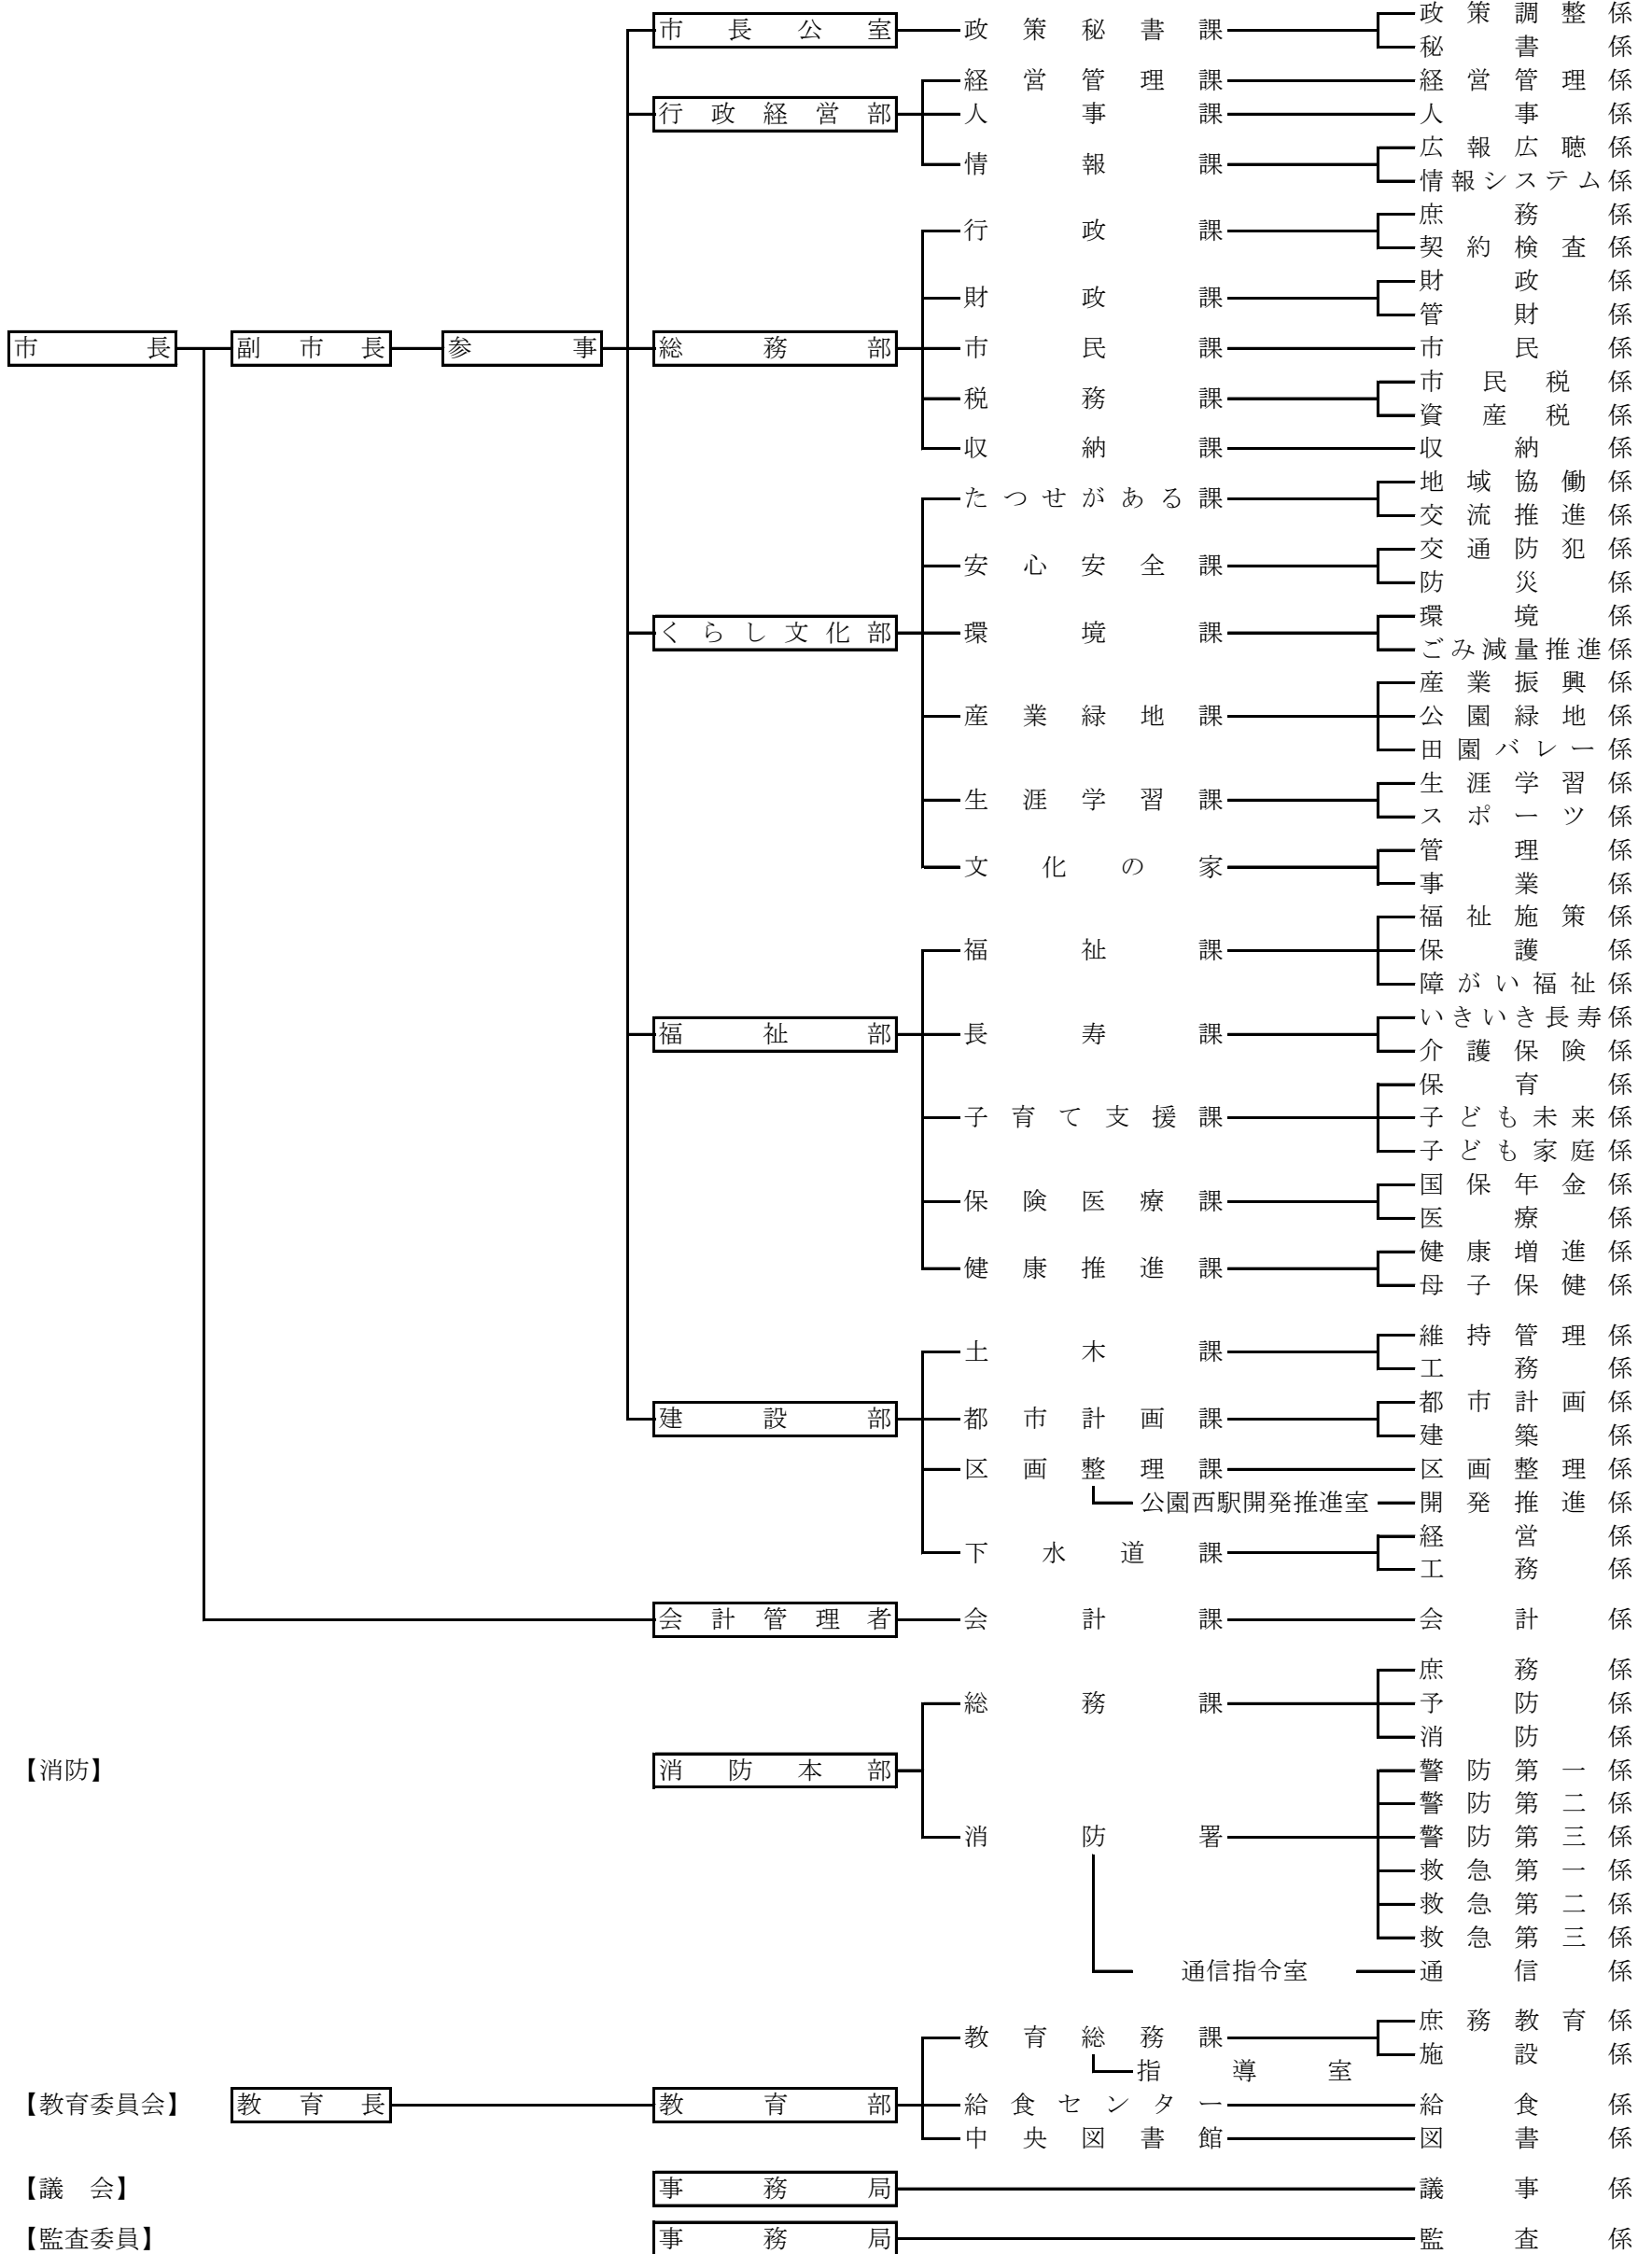 政策調整係
市長公室 政策秘書課
秘書係
経営管理課 経営管理係
行政経営部 人事課 人事係
広報広聴係
情報課
情報システム係
庶務係
行政課
契約検査係
財政係
財政課
管財係
市長 副市長 参事 総務部 市民課 市民係
市民税係
税務課
資産税係
収納課 収納係
地域協働係
たつせがある課
交流推進係
交通防犯係
安心安全課
防災係
環境係
くらし文化部 環境課
ごみ減量推進係
産業振興係
産業緑地課 公園緑地係
田園バレー係
生涯学習係
生涯学習課
スポーツ係
管理係
文化の家
事業係
福祉施策係
福祉課 保護係
障がい福祉係
いきいき長寿係
福祉部 長寿課
介護保険係
保育係
子育て支援課 子ども未来係
子ども家庭係
国保年金係
保険医療課
医療係
健康増進係
健康推進課
母子保健係
維持管理係
土木課
工務係
都市計画係
建設部 都市計画課
建築係
区画整理課 区画整理係
公園西駅開発推進室 開発推進係
経営係
下水道課
工務係
会計管理者 会計課 会計係
庶務係
総務課 予防係
消防係
【消防】 消防本部 警防第一係
警防第二係
消防署 警防第三係
救急第一係
救急第二係
救急第三係
通信指令室 通信係
庶務教育係
教育総務課
施設係
指導室
【教育委員会】 教育長 教育部 給食センター 給食係
中央図書館 図書係
【議　会】 事務局 議事係
【監査委員】 事務局 監査係